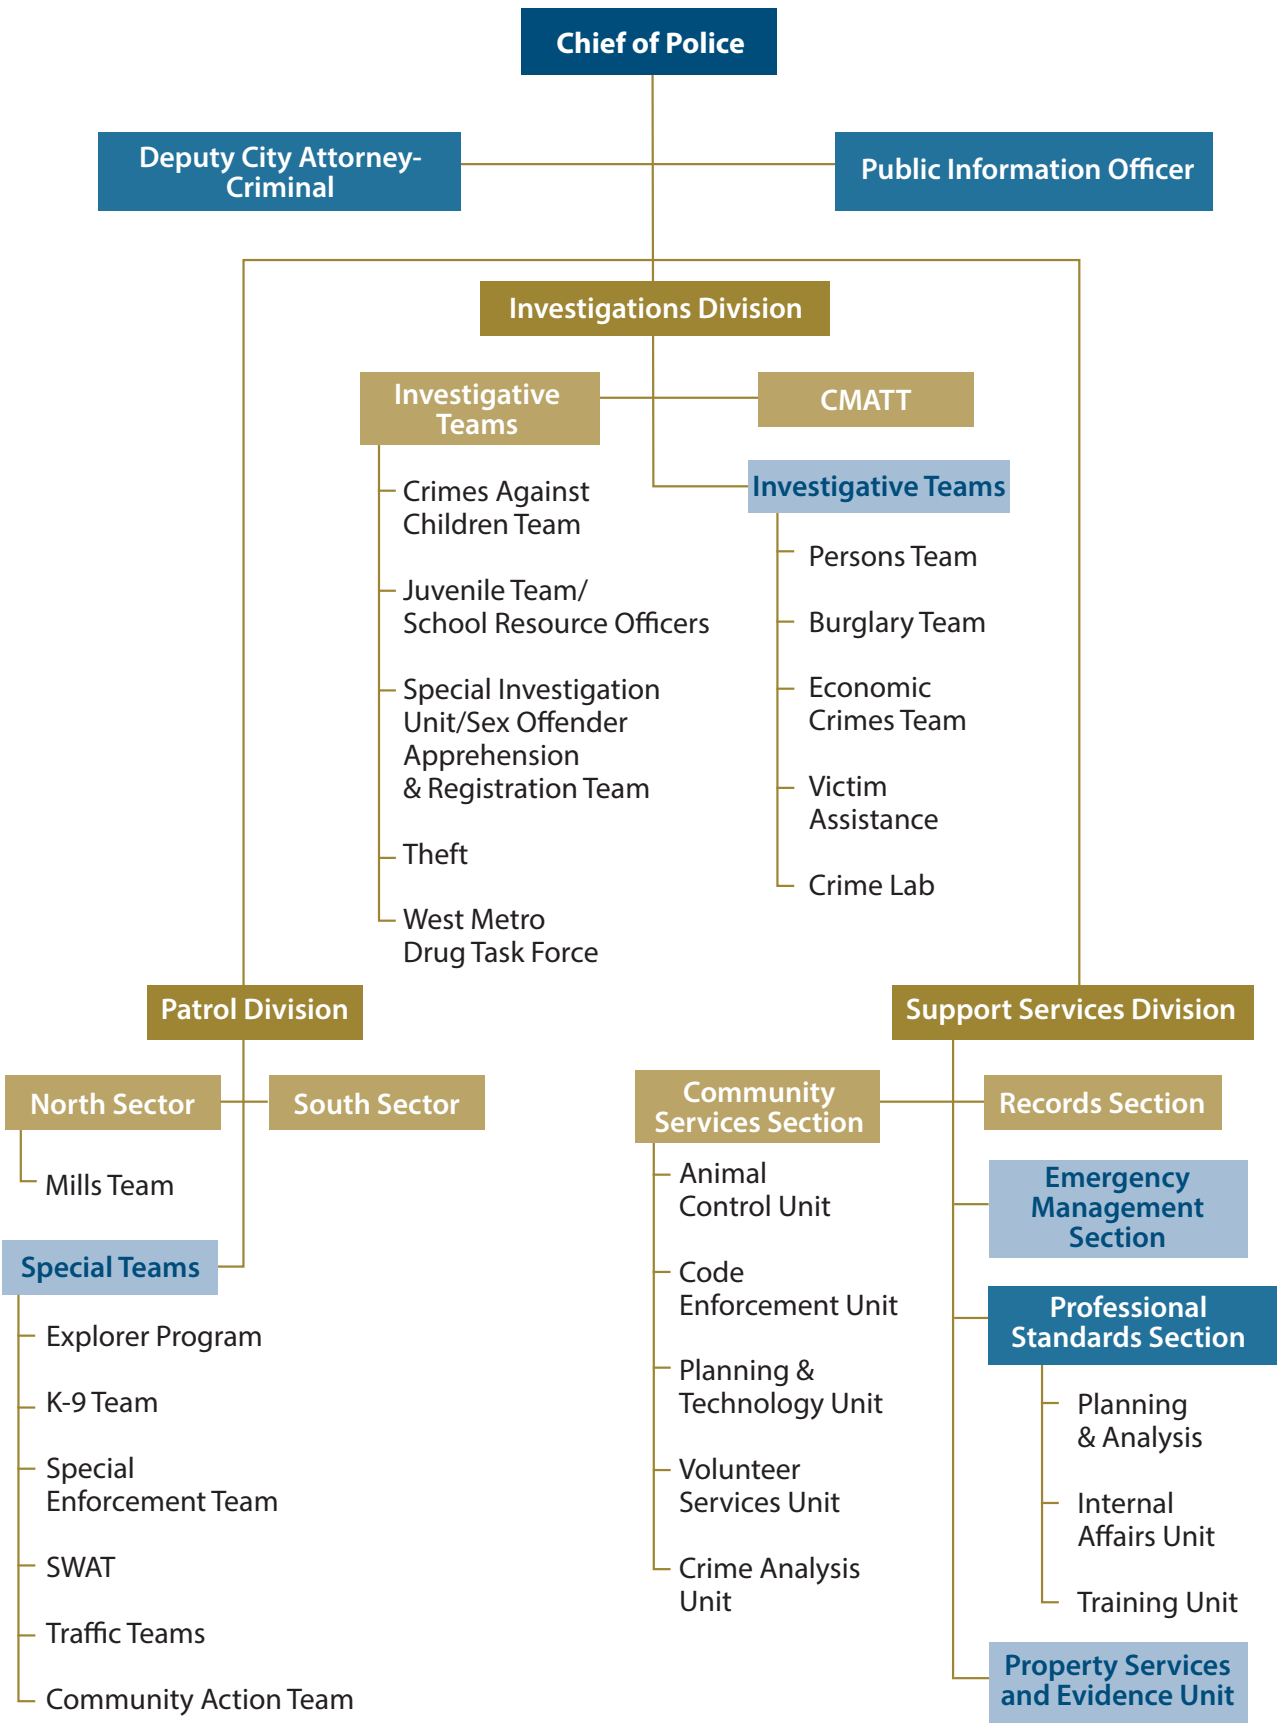 Chief of Police
Deputy City Attorney-
Criminal
Public Information Officer
Investigations Division
Investigative
Teams
CMATT
Crimes Against
Children Team
Juvenile Team/
School Resource Officers
Special Investigation
Unit/Sex Offender
Apprehension
& Registration Team
Theft
West Metro
Drug Task Force
Investigative Teams
Persons Team
Burglary Team
Economic
Crimes Team
Victim
Assistance
Crime Lab
Patrol Division
North Sector
South Sector
Mills Team
Special Teams
Explorer Program
K-9 Team
Special
Enforcement Team
SWAT
Traffic Teams
Community Action Team
Support Services Division
Community
Services Section
Animal
Control Unit
Code
Enforcement Unit
Planning &
Technology Unit
Volunteer
Services Unit
Crime Analysis
Unit
Records Section
Emergency
Management
Section
Professional
Standards Section
Planning
& Analysis
Internal
Affairs Unit
Training Unit
Property Services
and Evidence Unit